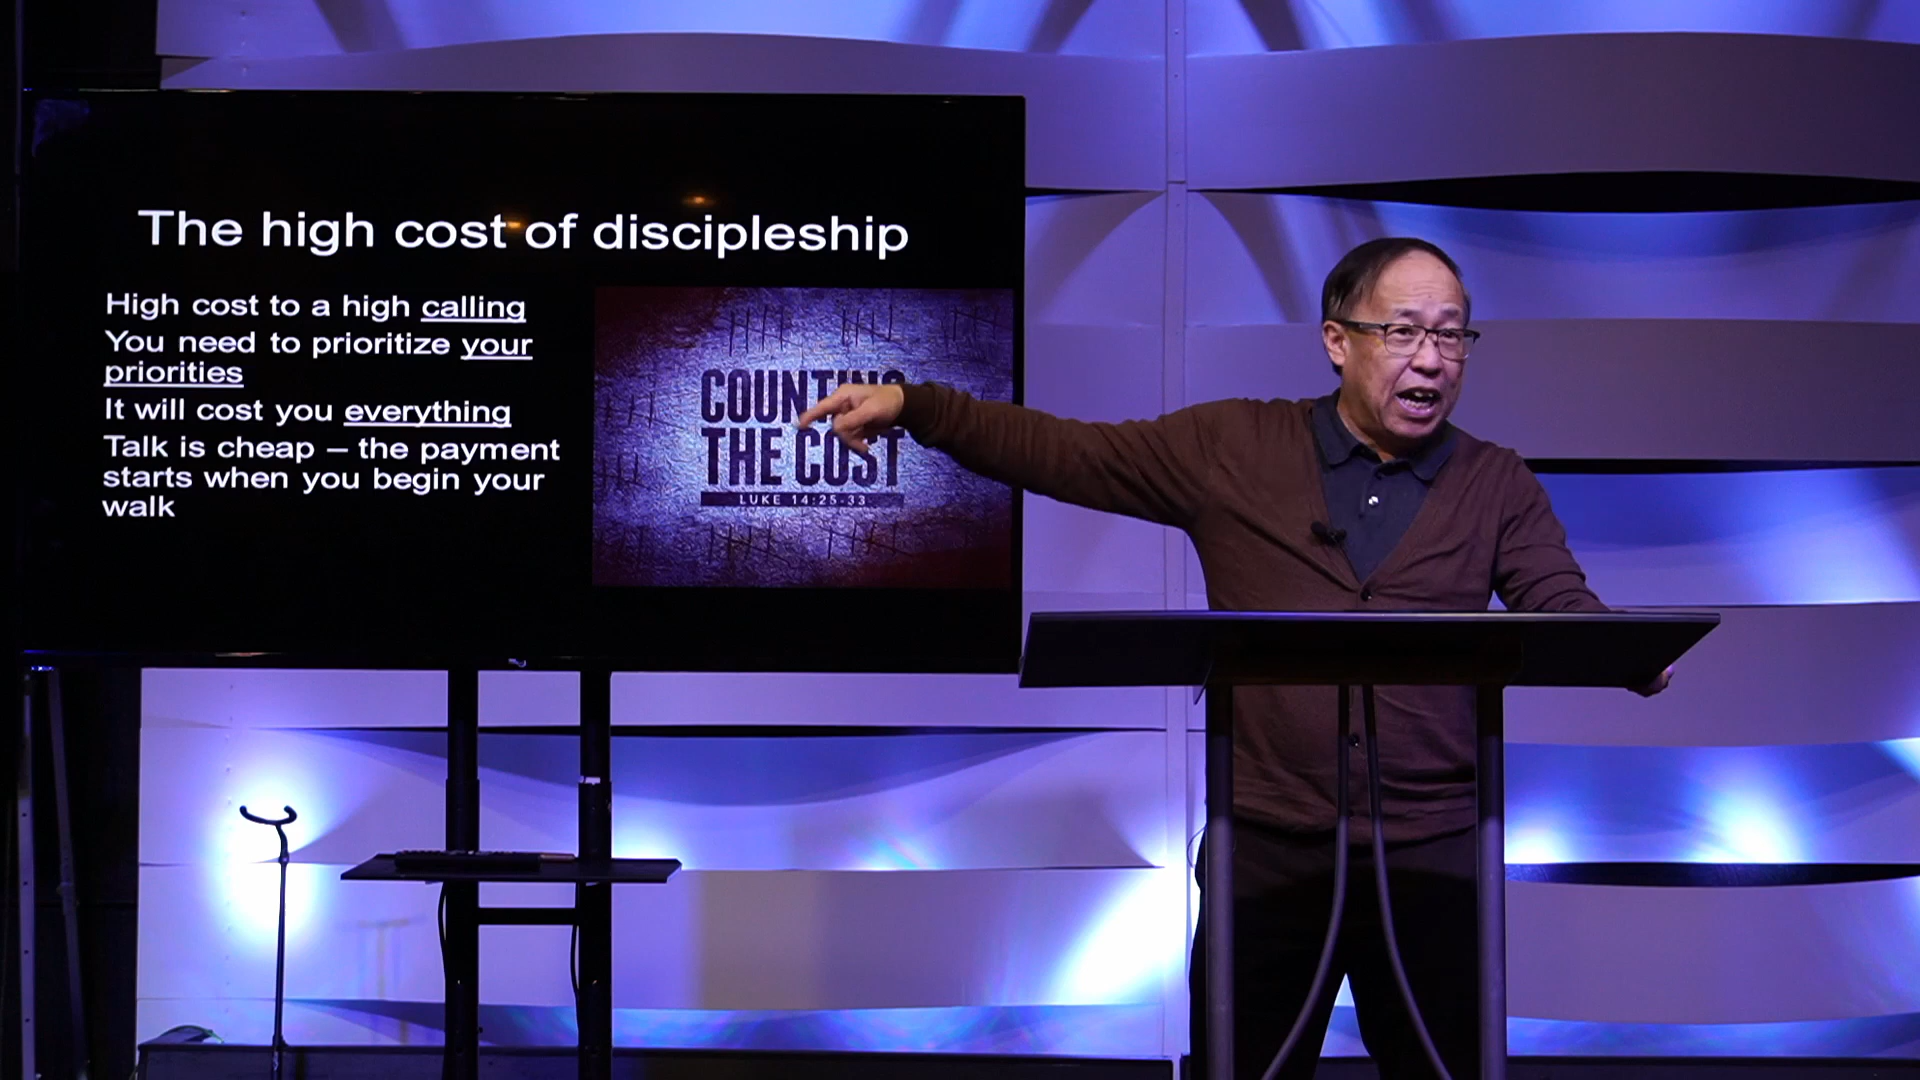 The high cost of discipleship
High cost to a high calling
You need to prioritize your
priorities
It will cost you everything
Talk is cheap – the payment
starts when you begin your
walk
COUNTING
THE COST
LUKE 14:25-33